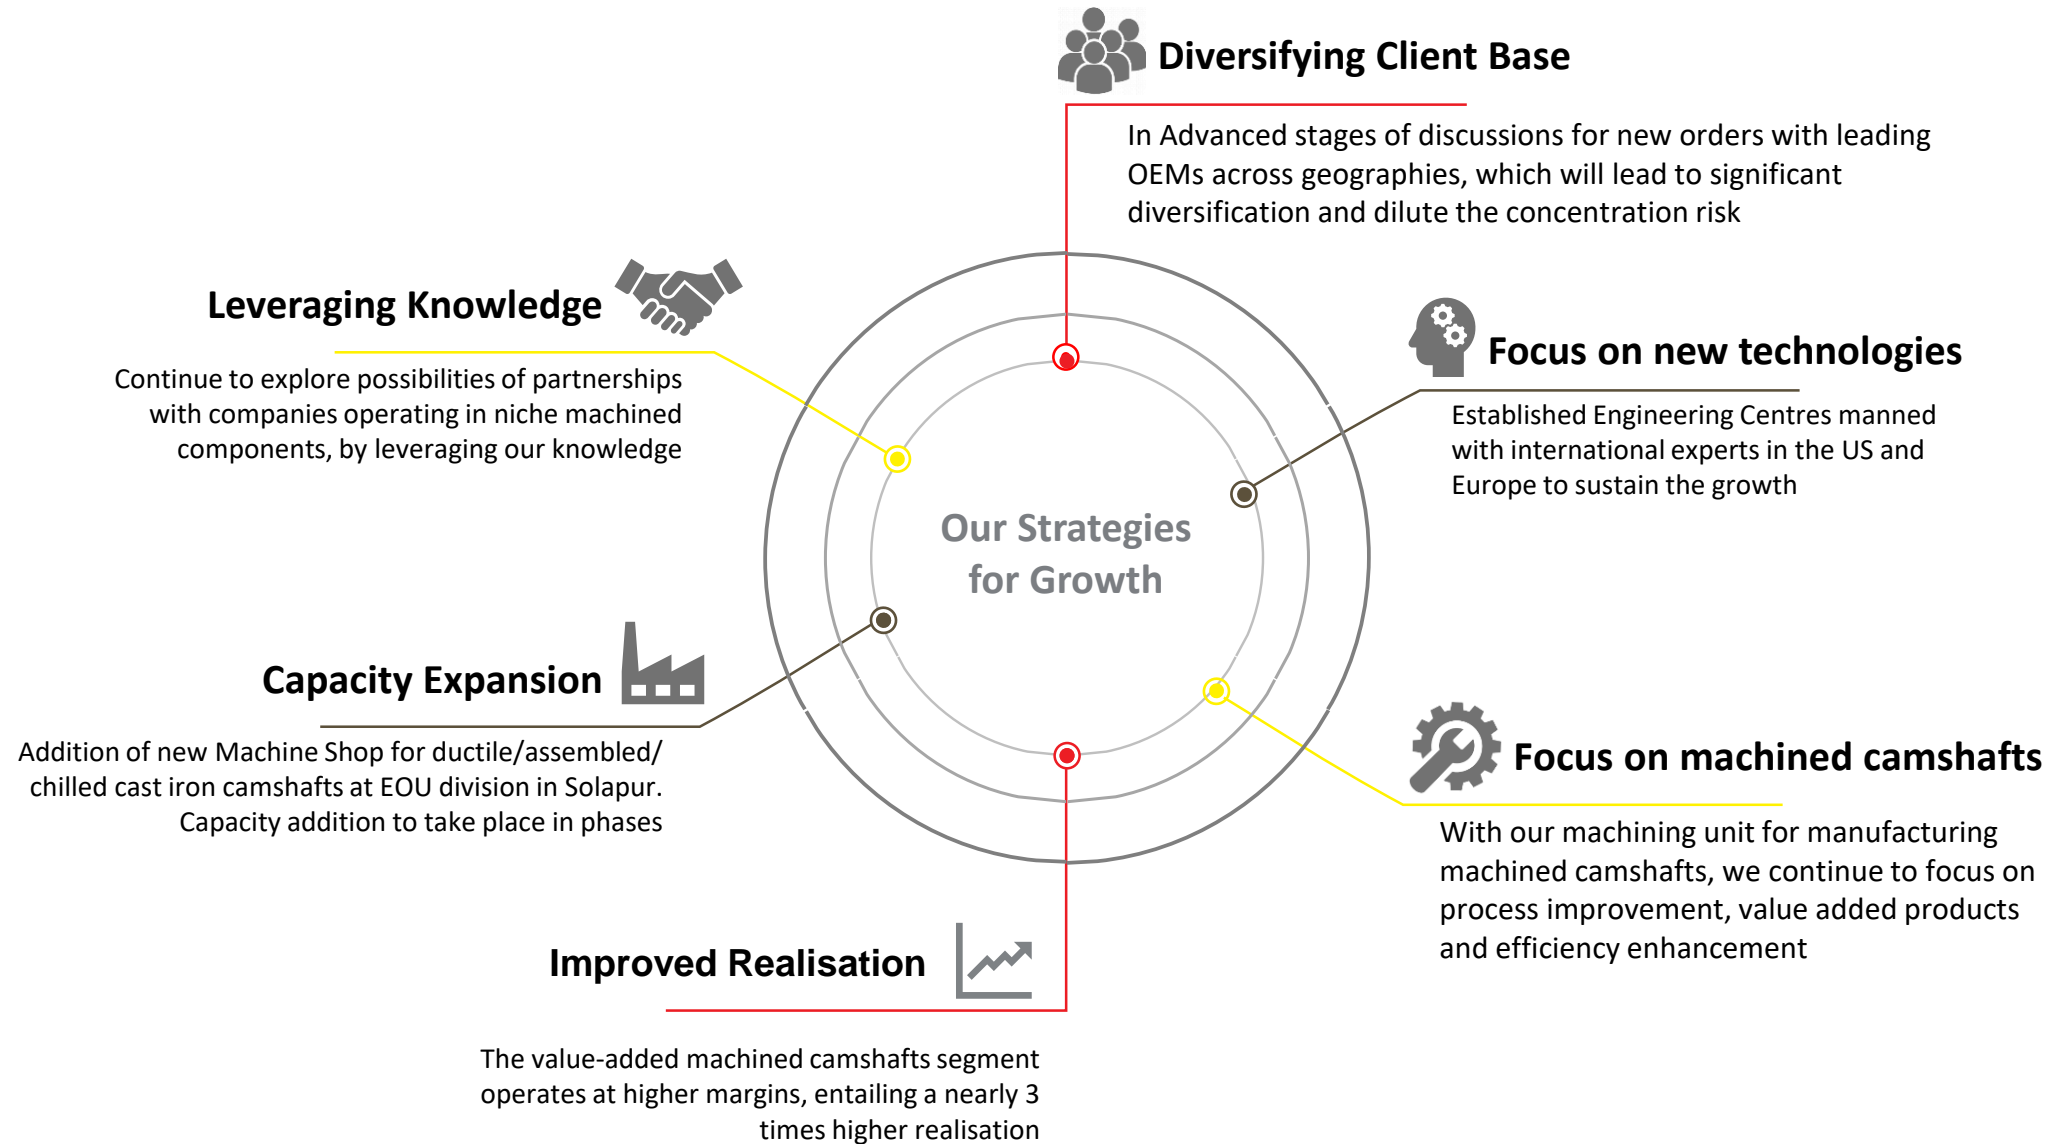 Diversifying Client Base
In Advanced stages of discussions for new orders with leading
OEMs across geographies, which will lead to significant
diversification and dilute the concentration risk
Leveraging Knowledge
Continue to explore possibilities of partnerships
with companies operating in niche machined
components, by leveraging our knowledge
Focus on new technologies
Established Engineering Centres manned
with international experts in the US and
Europe to sustain the growth
Our Strategies
for Growth
Capacity Expansion
Addition of new Machine Shop for ductile/assembled/
chilled cast iron camshafts at EOU division in Solapur.
Capacity addition to take place in phases
Focus on machined camshafts
With our machining unit for manufacturing
machined camshafts, we continue to focus on
process improvement, value added products
and efficiency enhancement
Improved Realisation
The value-added machined camshafts segment
operates at higher margins, entailing a nearly 3
times higher realisation